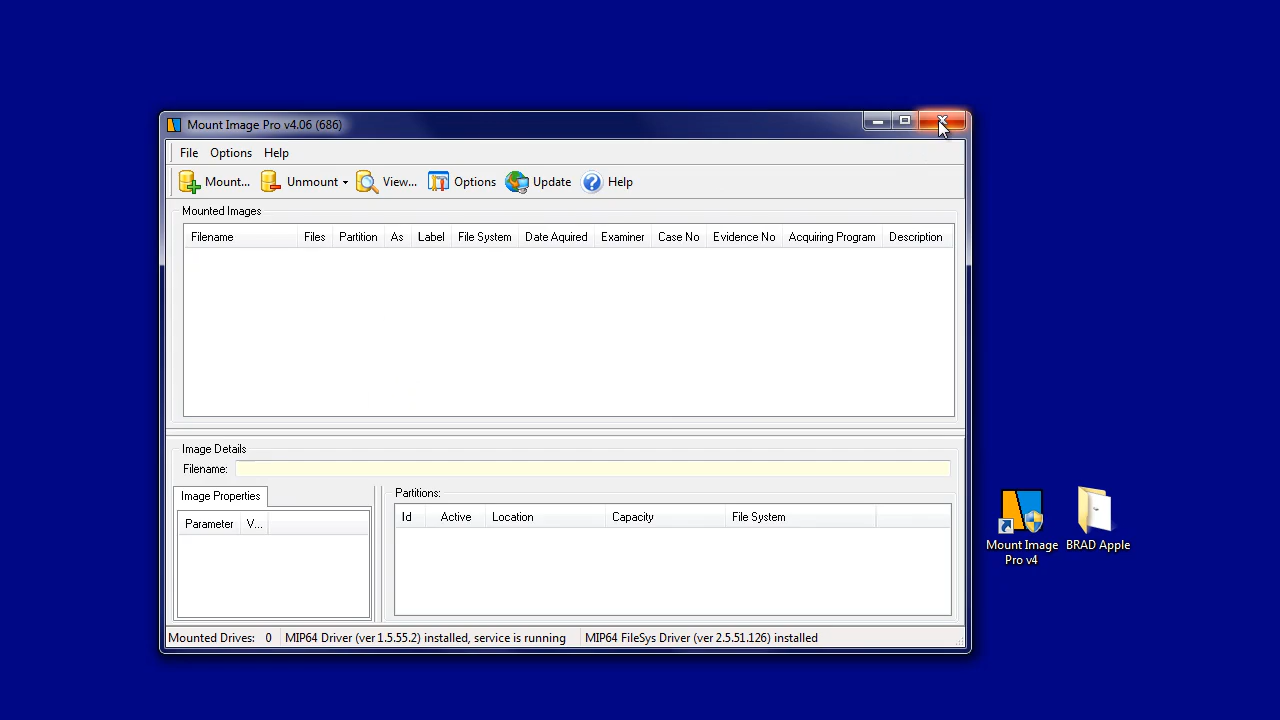 Mount Image Pro v4.06 (686)
File Options Help
Mount... Unmount View... Options Update Help
Mounted Images
Filename Files Partition As Label File System Date Aquired Examiner Case No Evidence No Acquiring Program Description
Image Details
Filename:
Image Properties
Partitions:
Parameter V...
Id Active Location Capacity File System
Mount Image
Pro v4
BRAD Apple
Mounted Drives: 0 MIP64 Driver (ver 1.5.55.2) installed, service is running MIP64 FileSys Driver (ver 2.5.51.126) installed